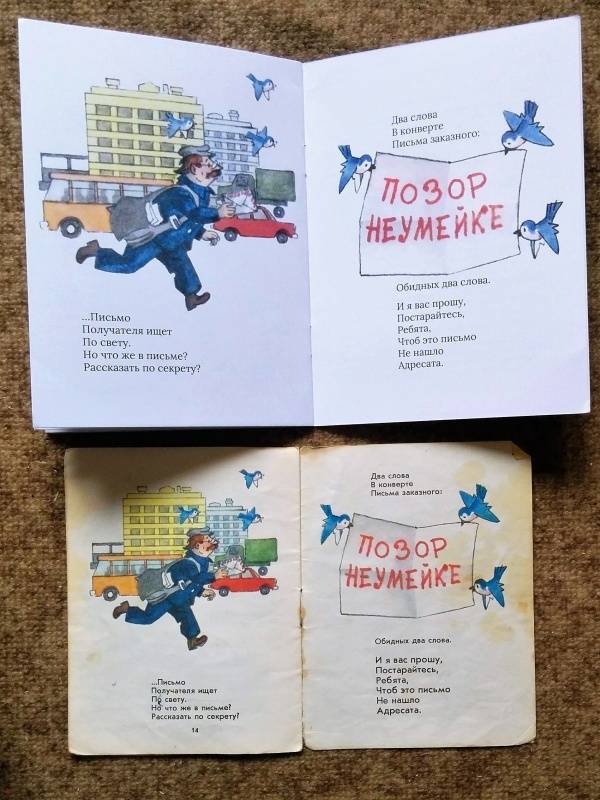 ...Письмо
Получателя ищет
По свету.
Но что же в письме?
Рассказать по секрету?
Два слова
В конверте
Письма заказного:
ПОЗОР
НЕУМЕЙКЕ
Обидных два слова.
И я вас прошу,
Постарайтесь,
Ребята,
Чтоб это письмо
Не нашло
Адресата.
...Письмо
Получателя ищет
По свету.
Но что же в письме?
Рассказать по секрету?
14
Два слова
В конверте
Письма заказного:
ПОЗОР
НЕУМЕЙКЕ
Обидных два слова.
И я вас прошу,
Постарайтесь,
Ребята,
Чтоб это письмо
Не нашло
Адресата.